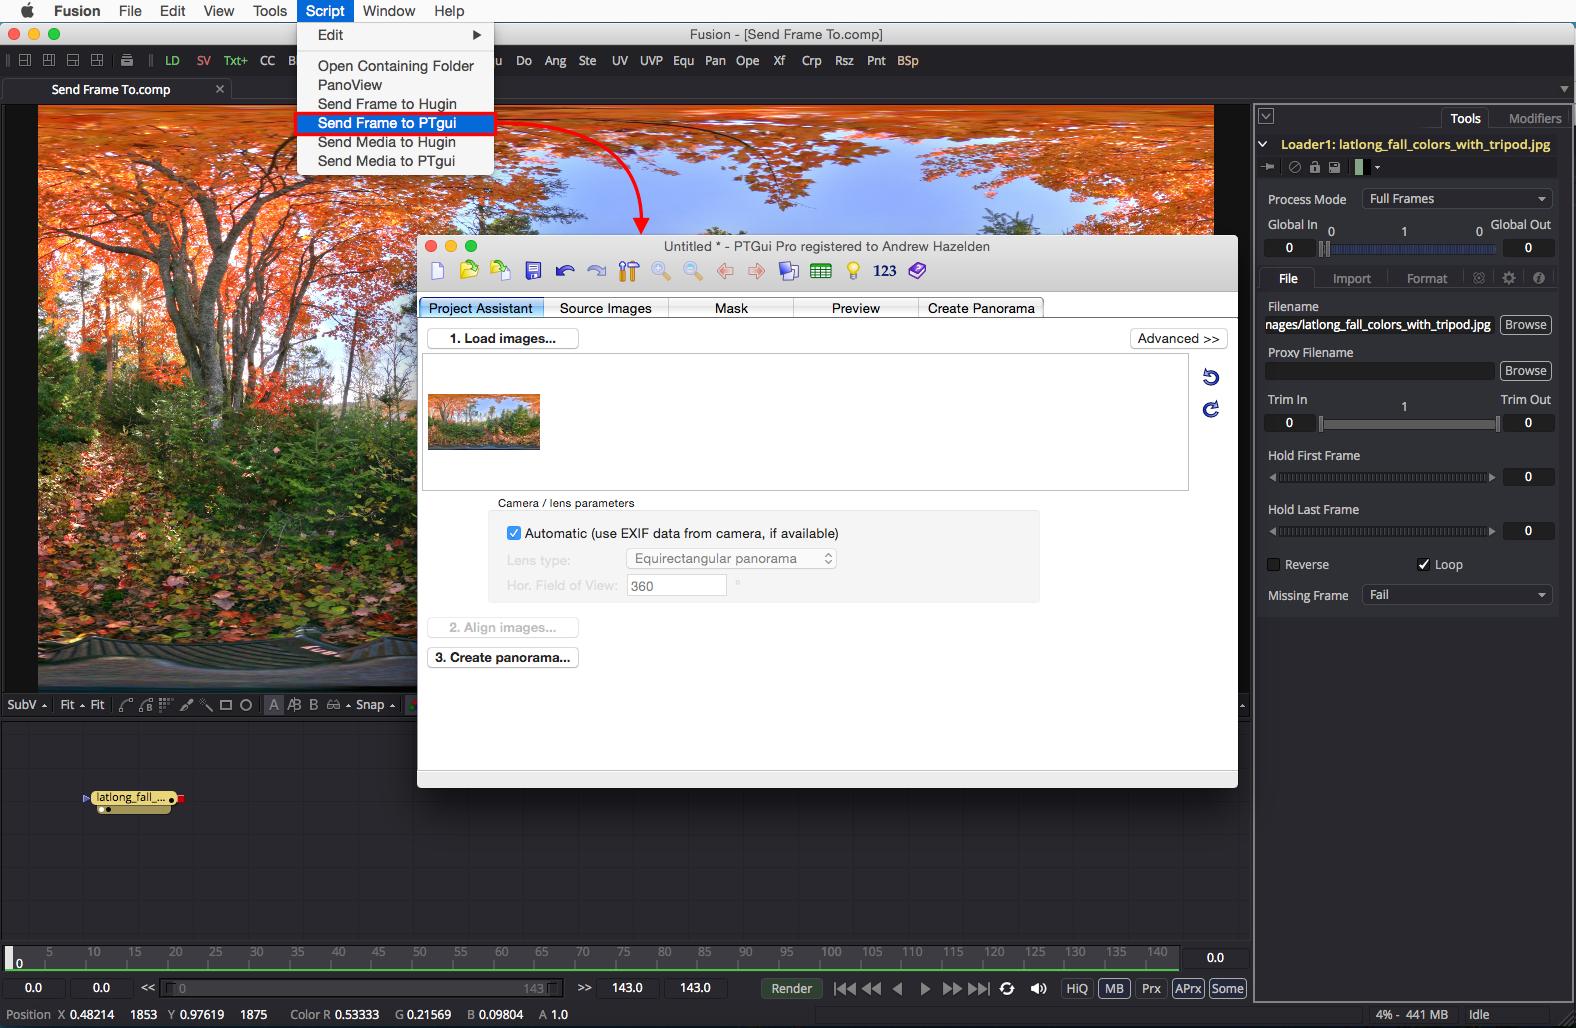 Fusion File Edit View Tools Script Window Help
Fusion - [Send Frame To.comp]
Edit
Open Containing Folder
PanoView
Send Frame to Hugin
Send Frame to PTgui
Send Media to Hugin
Send Media to PTgui
LD SV Txt+ CC Do Ang Ste UV UVP Equ Pan Ope Xf Crp Rsz Pnt BSp
Send Frame To.comp
Untitled * - PTGui Pro registered to Andrew Hazelden
123
Project Assistant Source Images Mask Preview Create Panorama
1. Load images...
Advanced >>
Camera / lens parameters
Automatic (use EXIF data from camera, if available)
Lens type: Equirectangular panorama
Hor. Field of View: 360 °
2. Align images...
3. Create panorama...
Tools Modifiers
Loader1: latlong_fall_colors_with_tripod.jpg
Process Mode Full Frames
Global In 0 1 0 Global Out
0 0
File Import Format
Filename
nages/latlong_fall_colors_with_tripod.jpg Browse
Proxy Filename
Browse
Trim In 1 Trim Out
0 0
Hold First Frame
0
Hold Last Frame
0
Reverse Loop
Missing Frame Fail
SubV Fit Fit A B Snap
latlong_fall_...
0 5 10 15 20 25 30 35 40 45 50 55 60 65 70 75 80 85 90 95 100 105 110 115 120 125 130 135 140 0.0
0.0 0.0 << 0 143 >> 143.0 143.0 Render HiQ MB Prx APrx Some
Position X 0.48214 1853 Y 0.97619 1875 Color R 0.53333 G 0.21569 B 0.09804 A 1.0 4% - 441 MB Idle